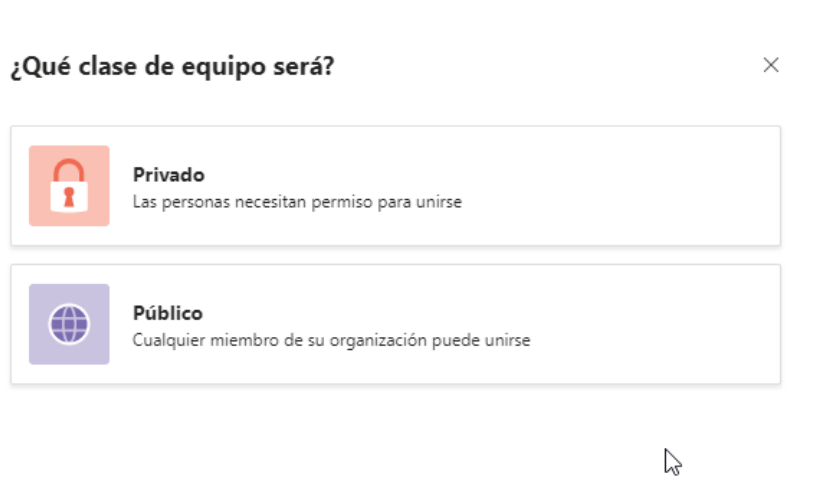 ¿Qué clase de equipo será?
Privado
Las personas necesitan permiso para unirse
Público
Cualquier miembro de su organización puede unirse